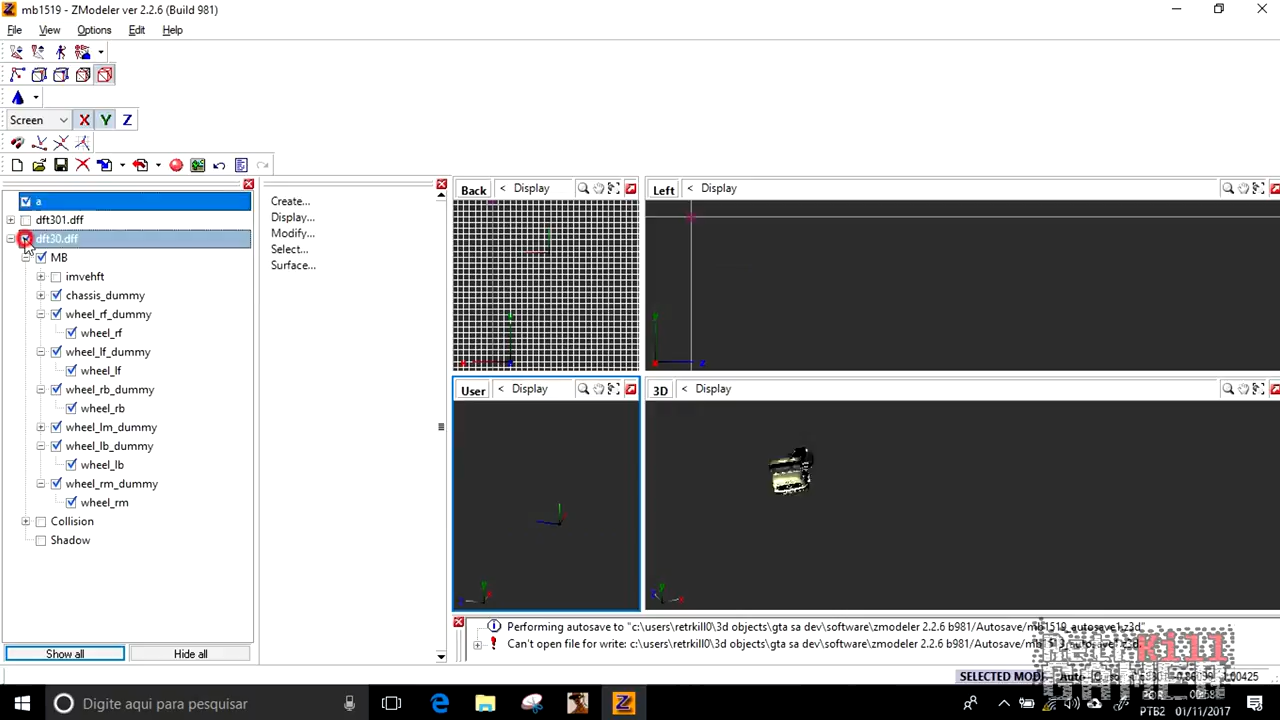 mb1519 - ZModeler ver 2.2.6 (Build 981)
File View Options Edit Help
Screen X Y Z
a
dft301.dff
dft30.dff
MB
imvehft
chassis_dummy
wheel_rf_dummy
wheel_rf
wheel_lf_dummy
wheel_lf
wheel_rb_dummy
wheel_rb
wheel_lm_dummy
wheel_lb_dummy
wheel_lb
wheel_rm_dummy
wheel_rm
Collision
Shadow
Show all Hide all
Create...
Display...
Modify...
Select...
Surface...
Back < Display
Left < Display
User < Display
3D < Display
Performing autosave to "c:\users\retrkill0\3d objects\gta sa dev\software\zmodeler 2.2.6 b981/Autosave/mb1519_autosave1.z3d"
Can't open file for write: c:\users\retrkill0\3d objects\gta sa dev\software\zmodeler 2.2.6 b981/Autosave/
SELECTED MODE
RetrKill
GAMER
Digite aqui para pesquisar
PTB2
01/11/2017